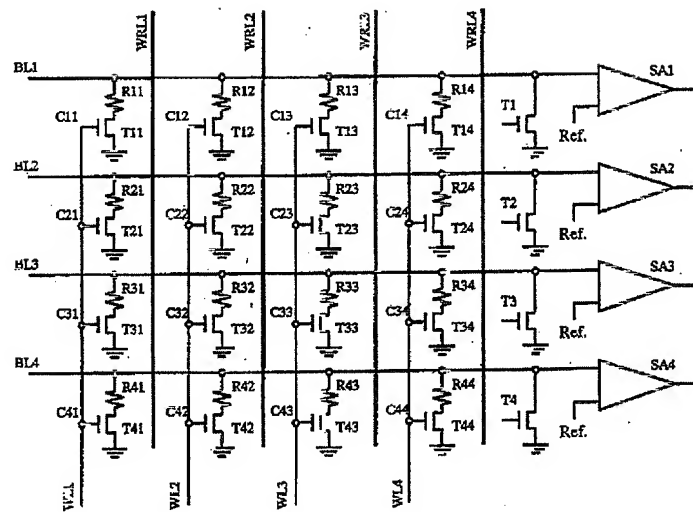 WRL1 WRL2 WRL3 WRL4
BL1 SA1
R11 R12 R13 R14
C11 C12 C13 C14 T1
T11 T12 T13 T14 Ref.
BL2 SA2
R21 R22 R23 R24
C21 C22 C23 C24 T2
T21 T22 T23 T24 Ref.
BL3 SA3
R31 R32 R33 R34
C31 C32 C33 C34 T3
T31 T32 T33 T34 Ref.
BL4 SA4
R41 R42 R43 R44
C41 C42 C43 C44 T4
T41 T42 T43 T44 Ref.
WL1 WL2 WL3 WL4